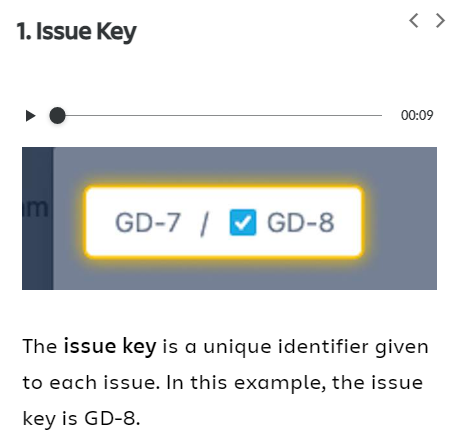 1. Issue Key
00:09
GD-7 / GD-8
The issue key is a unique identifier given
to each issue. In this example, the issue
key is GD-8.